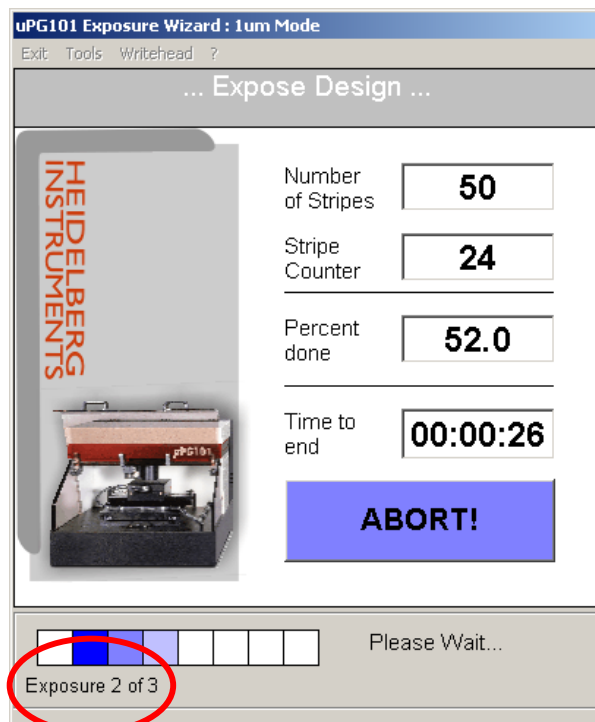 uPG101 Exposure Wizard : 1um Mode
Exit Tools Writehead ?
... Expose Design ...
HEIDELBERG
INSTRUMENTS
Number
of Stripes
50
Stripe
Counter
24
Percent
done
52.0
Time to
end
00:00:26
µPG101
ABORT!
Please Wait...
Exposure 2 of 3